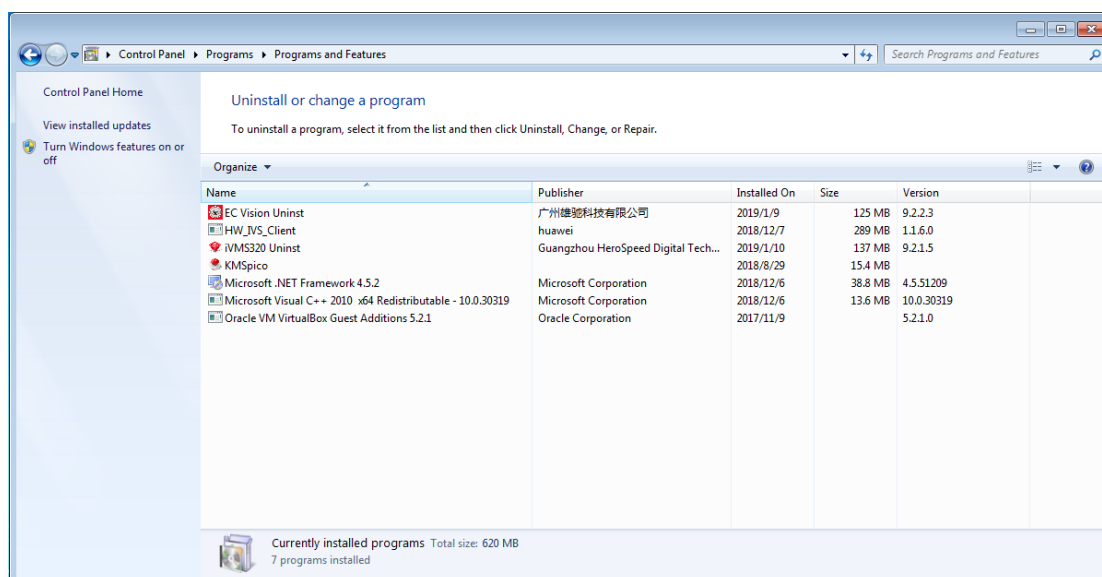 Control Panel Programs Programs and Features
Search Programs and Features
Control Panel Home
View installed updates
Turn Windows features on or
off
Uninstall or change a program
To uninstall a program, select it from the list and then click Uninstall, Change, or Repair.
Organize
Name Publisher Installed On Size Version
EC Vision Uninst 广州雄驰科技有限公司 2019/1/9 125 MB 9.2.2.3
HW_IVS_Client huawei 2018/12/7 289 MB 1.1.6.0
iVMS320 Uninst Guangzhou HeroSpeed Digital Tech... 2019/1/10 137 MB 9.2.1.5
KMSpico 2018/8/29 15.4 MB
Microsoft .NET Framework 4.5.2 Microsoft Corporation 2018/12/6 38.8 MB 4.5.51209
Microsoft Visual C++ 2010 x64 Redistributable - 10.0.30319 Microsoft Corporation 2018/12/6 13.6 MB 10.0.30319
Oracle VM VirtualBox Guest Additions 5.2.1 Oracle Corporation 2017/11/9 5.2.1.0
Currently installed programs Total size: 620 MB
7 programs installed